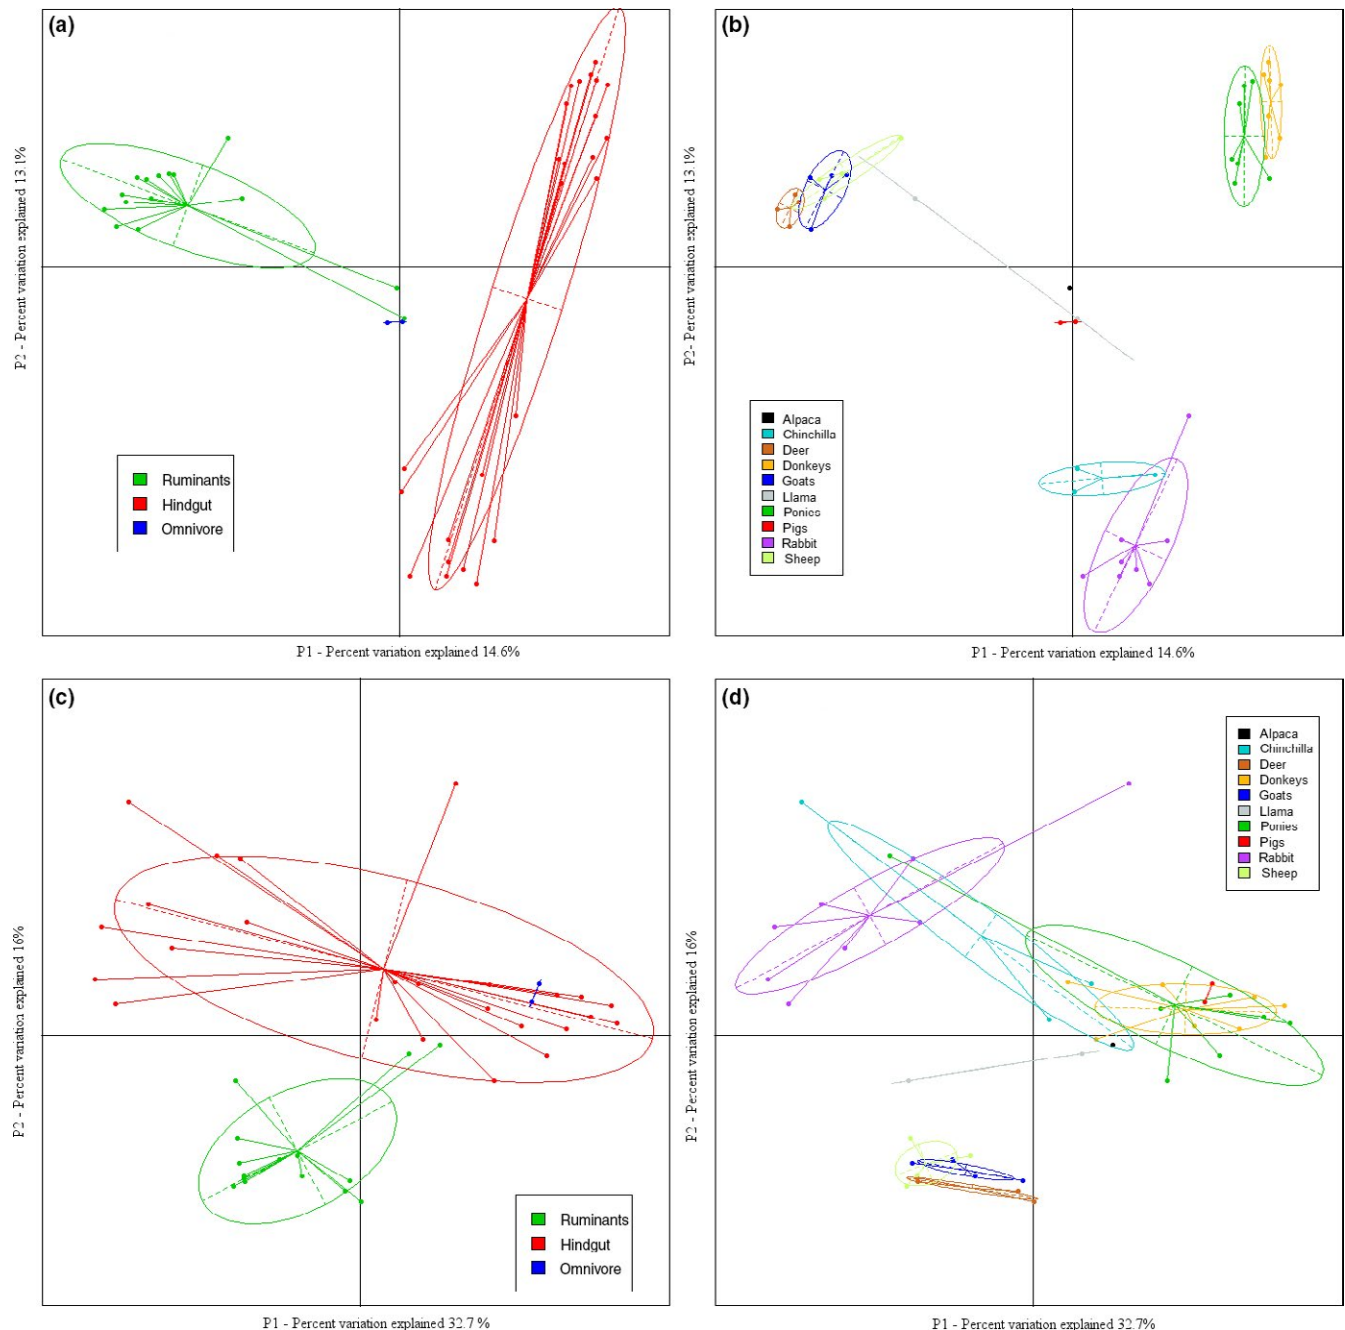 (a)
P2 - Percent variation explained 13.1%
Ruminants
Hindgut
Omnivore
P1 - Percent variation explained 14.6%
(b)
P2 - Percent variation explained 13.1%
Alpaca
Chinchilla
Deer
Donkeys
Goats
Llama
Ponies
Pigs
Rabbit
Sheep
P1 - Percent variation explained 14.6%
(c)
P2 - Percent variation explained 16%
Ruminants
Hindgut
Omnivore
P1 - Percent variation explained 32.7 %
(d)
P2 - Percent variation explained 16%
Alpaca
Chinchilla
Deer
Donkeys
Goats
Llama
Ponies
Pigs
Rabbit
Sheep
P1 - Percent variation explained 32.7%